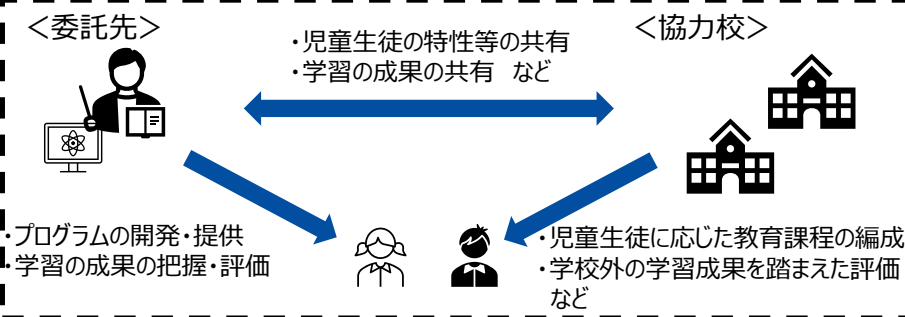 ＜委託先＞
・児童生徒の特性等の共有
・学習の成果の共有　など
＜協力校＞
・プログラムの開発・提供
・学習の成果の把握・評価
・児童生徒に応じた教育課程の編成
・学校外の学習成果を踏まえた評価
など